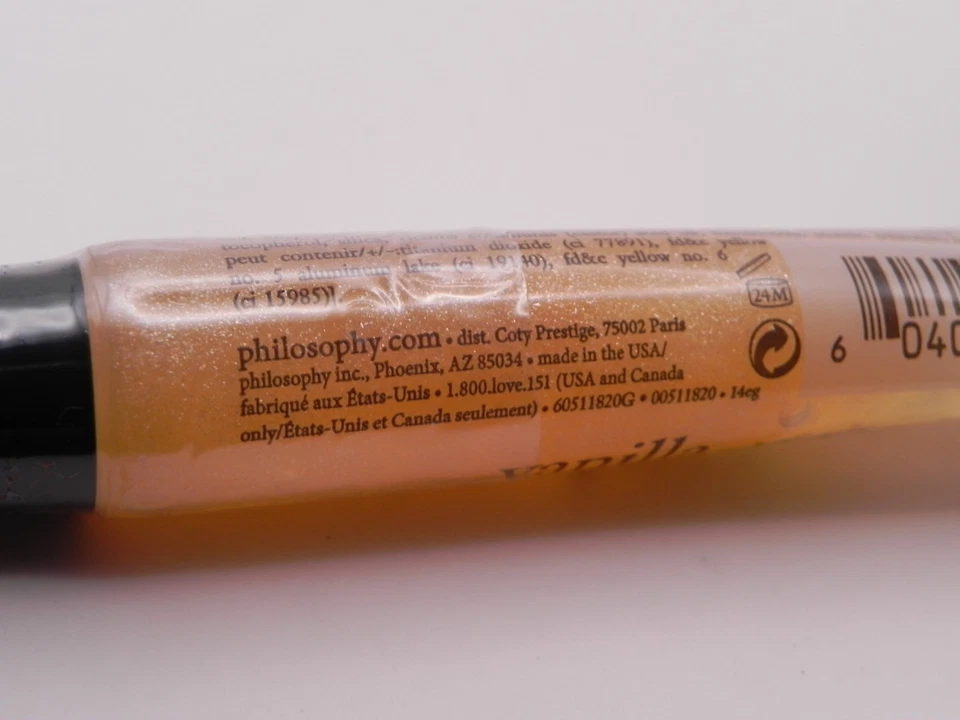 tocopherol,
peut contenir/+/-:titanium dioxide (ci 77891), fd&c yellow
no. 5 aluminum lake (ci 19140), fd&c yellow no. 6
(ci 15985)]
philosophy.com • dist. Coty Prestige, 75002 Paris
philosophy inc., Phoenix, AZ 85034 • made in the USA/
fabriqué aux États-Unis • 1.800.love.151 (USA and Canada
only/États-Unis et Canada seulement) • 60511820G • 00511820 • 14eg
24M
6 040
vanilla